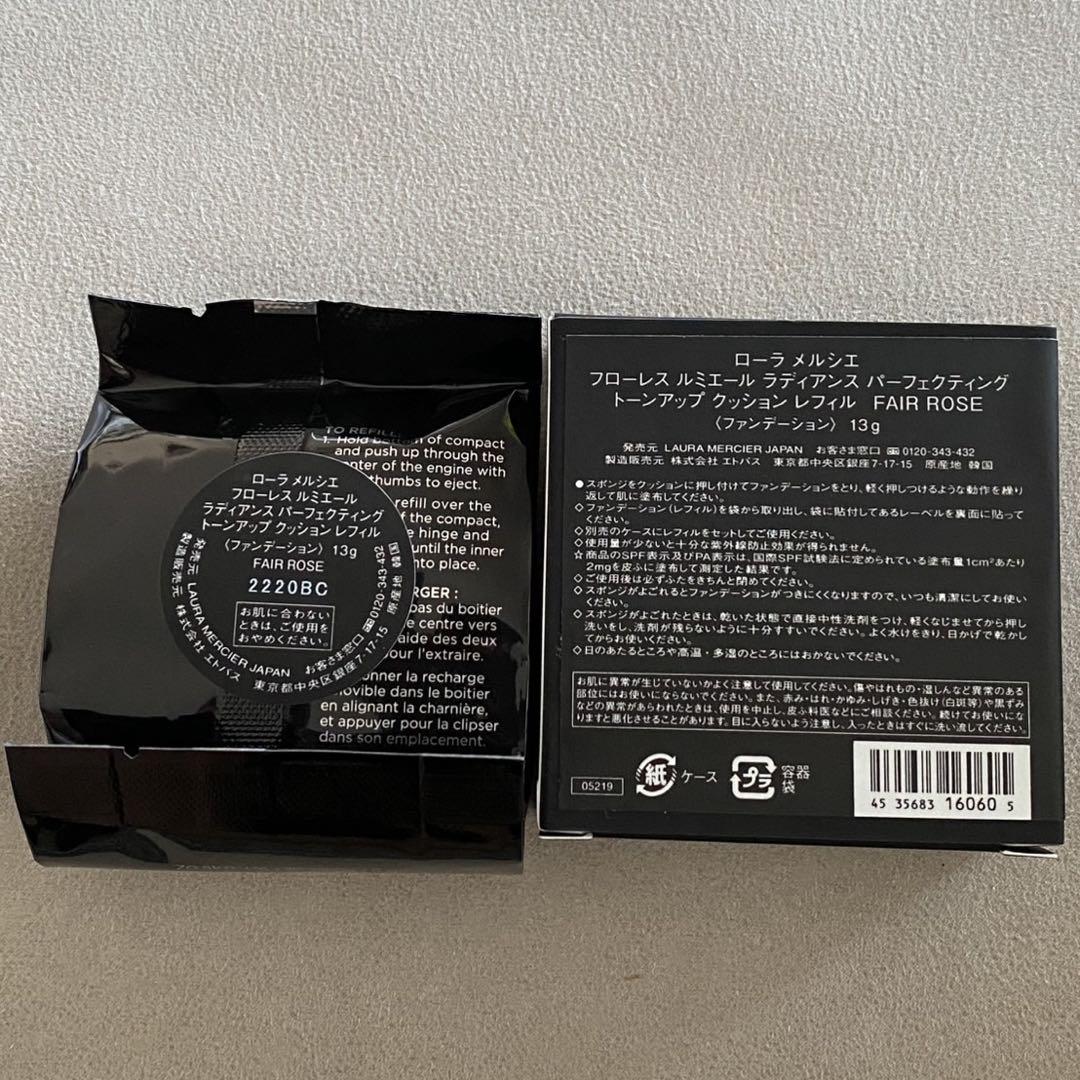 TO REFILL
1. Hold bottom of compact
and push up through the
center of the engine with
thumbs to eject.
refill over the
of the compact,
hinge and
until the inner
into place.
RGER :
pas du boitier
centre vers
aide des deux
pour l'extraire.
onner la recharge
movible dans le boitier
en alignant la charnière,
et appuyer pour la clipser
dans son emplacement.
ローラ メルシエ
フローレス ルミエール
ラディアンス パーフェクティング
トーンアップ クッション レフィル
〈ファンデーション〉 13g
FAIR ROSE
2220BC
お肌に合わない
ときは、ご使用を
おやめください。
発売元 LAURA MERCIER JAPAN お客さま窓口 0120-343-432
製造販売元 株式会社 エトバス 東京都中央区銀座7-17-15 原産地 韓国
ローラ メルシエ
フローレス ルミエール ラディアンス パーフェクティング
トーンアップ クッション レフィル FAIR ROSE
〈ファンデーション〉 13g
発売元 LAURA MERCIER JAPAN お客さま窓口 0120-343-432
製造販売元 株式会社 エトバス 東京都中央区銀座7-17-15 原産地 韓国
●スポンジをクッションに押し付けてファンデーションをとり、軽く押しつけるような動作を繰り
返して肌に塗布してください。
◇ファンデーション(レフィル)を袋から取り出し、袋に貼付してあるレーベルを裏面に貼って
ください。
◇別売のケースにレフィルをセットしてご使用ください。
◇使用量が少ないと十分な紫外線防止効果が得られません。
☆商品のSPF表示及びPA表示は、国際SPF試験法に定められている塗布量1cm²あたり
2mgを皮ふに塗布して測定した結果です。
◇ご使用後は必ずふたをきちんと閉めてください。
◇スポンジがよごれるとファンデーションがつきにくくなりますので、いつも清潔にしてお使い
ください。
◇スポンジがよごれたときは、乾いた状態で直接中性洗剤をつけ、軽くなじませてから押し
洗いをし、洗剤が残らないように十分すすいでください。よく水けをきり、日かげで乾かし
てからお使いください。
◇日のあたるところや高温・多湿のところにはおかないでください。
お肌に異常が生じていないかよく注意して使用してください。傷やはれもの・湿しんなど異常のある
部位にはお使いにならないでください。また、赤み・はれ・かゆみ・しげき・色抜け(白斑等)や黒ずみ
などの異常があらわれたときは、使用を中止し、皮ふ科医などにご相談ください。続けてお使いにな
りますと悪化させることがあります。目に入らないよう注意し、入ったときはすぐに洗い流してください。
05219
紙 ケース プラ 容器
袋
4 535683 160605